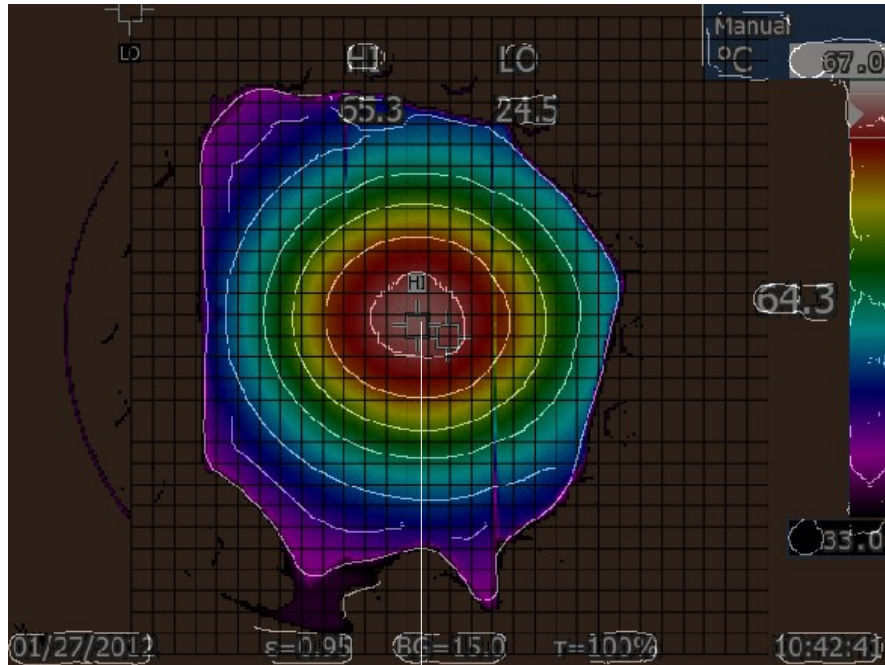 Manual
LO
HI LO
°C
67.0
65.3 24.5
HI
64.3
33.0
01/27/2012 ε=0.95 BG=15.0 τ=100% 10:42:41